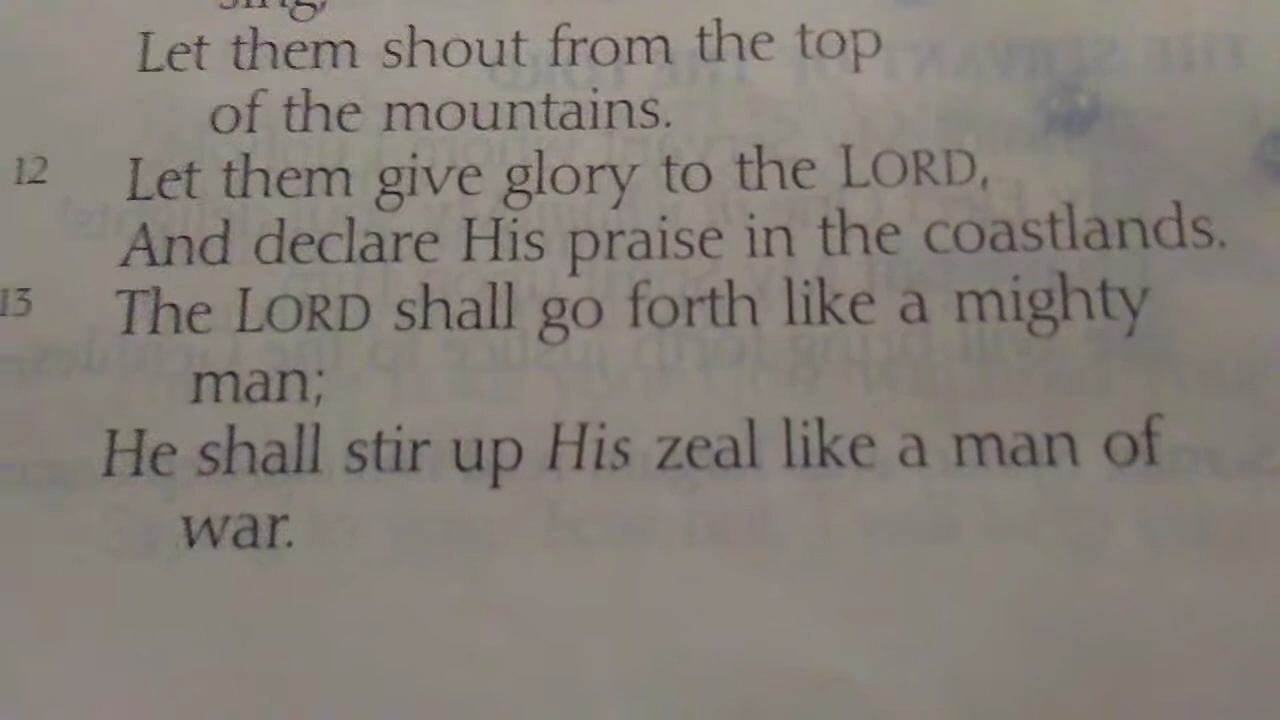 sing,
Let them shout from the top
of the mountains.
12 Let them give glory to the LORD,
And declare His praise in the coastlands.
13 The LORD shall go forth like a mighty
man;
He shall stir up His zeal like a man of
war.